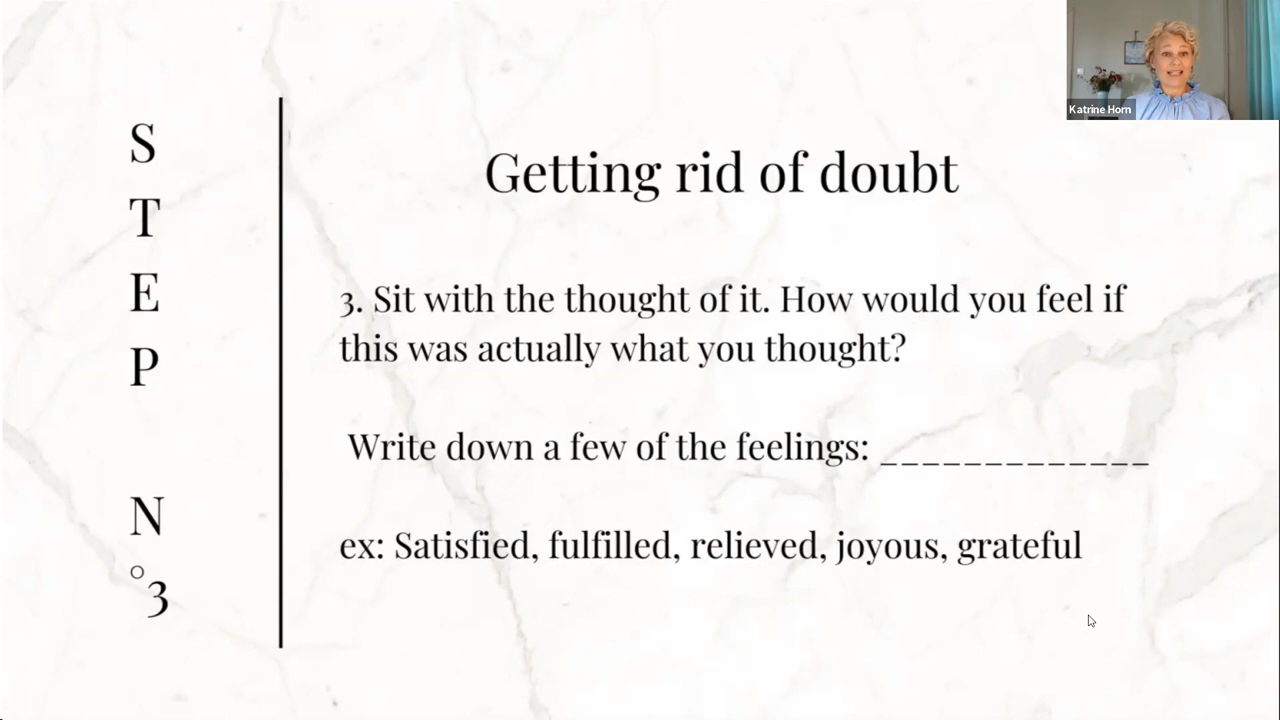 S
T
E
P
N
°3
Getting rid of doubt
3. Sit with the thought of it. How would you feel if
this was actually what you thought?
Write down a few of the feelings: _____________
ex: Satisfied, fulfilled, relieved, joyous, grateful
Katrine Horn